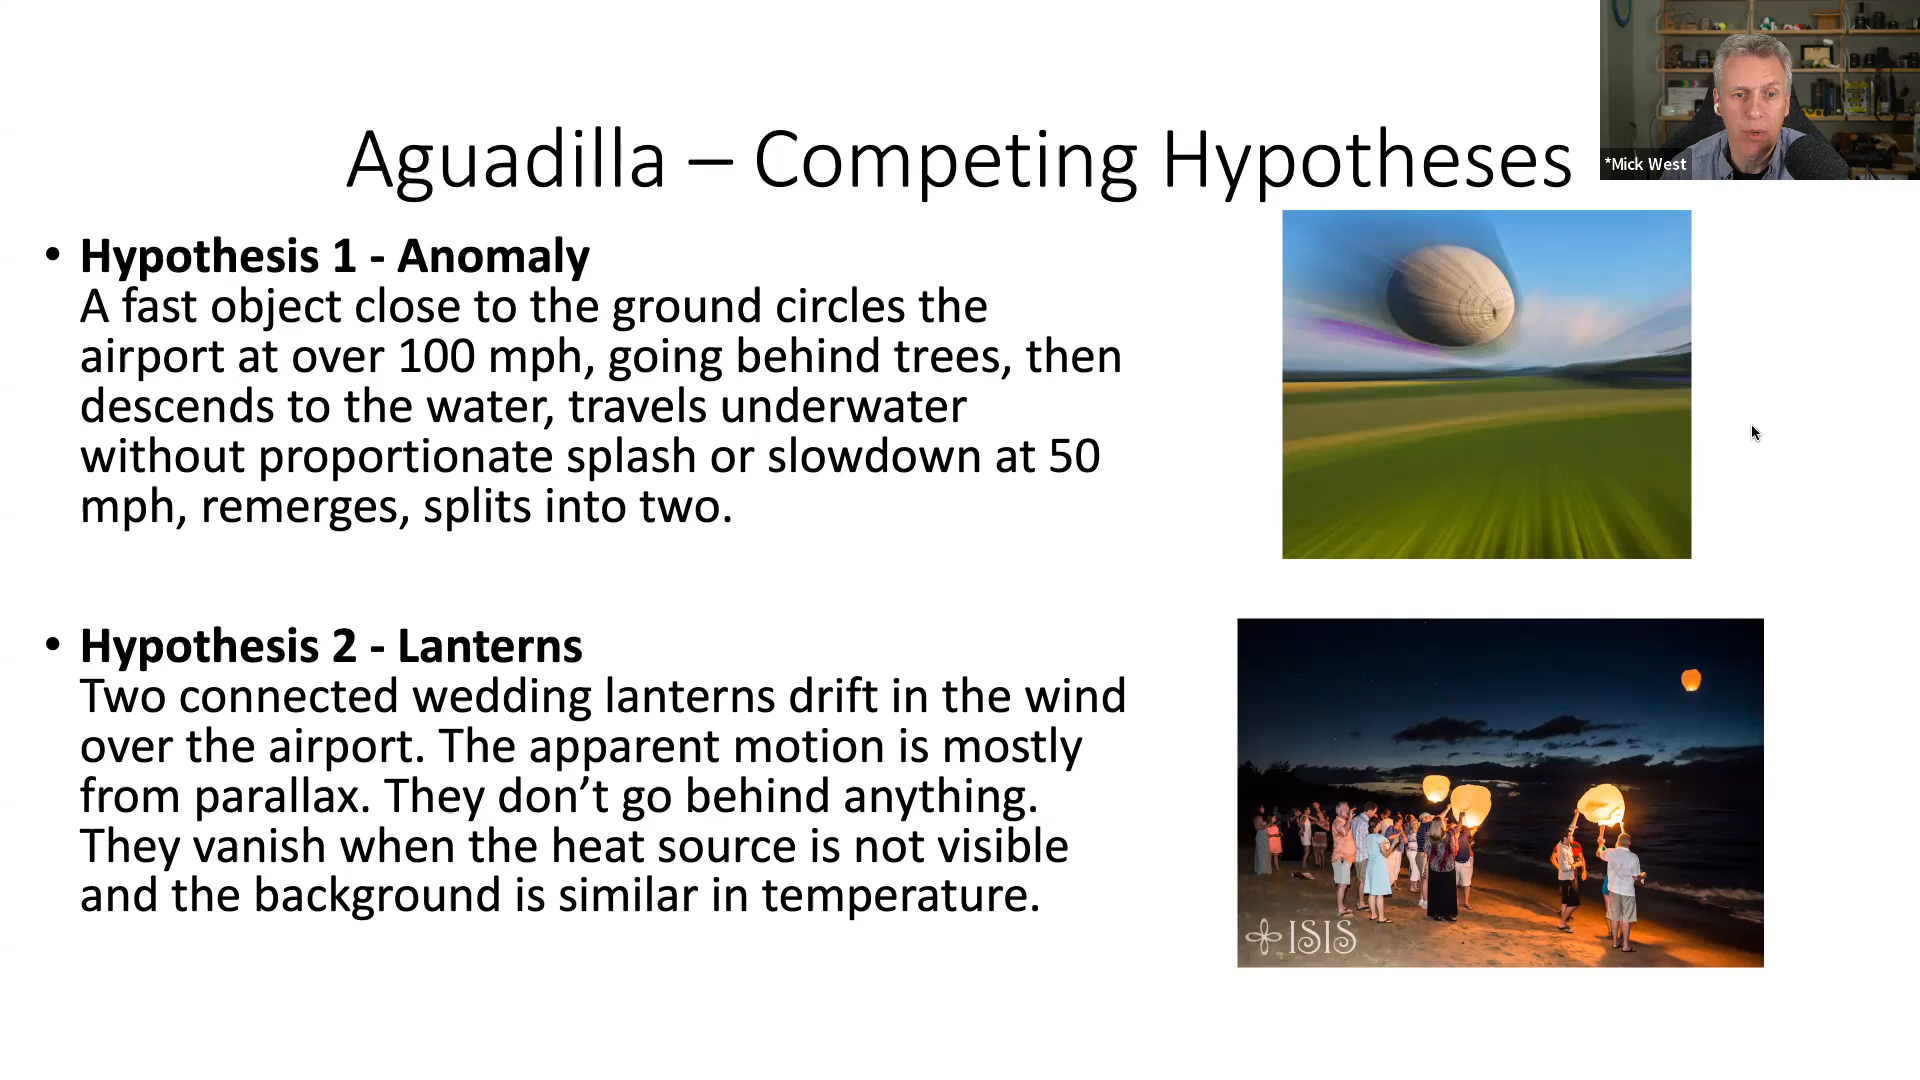 *Mick West
Aguadilla – Competing Hypotheses
• Hypothesis 1 - Anomaly
A fast object close to the ground circles the
airport at over 100 mph, going behind trees, then
descends to the water, travels underwater
without proportionate splash or slowdown at 50
mph, remerges, splits into two.
• Hypothesis 2 - Lanterns
Two connected wedding lanterns drift in the wind
over the airport. The apparent motion is mostly
from parallax. They don’t go behind anything.
They vanish when the heat source is not visible
and the background is similar in temperature.
ISIS